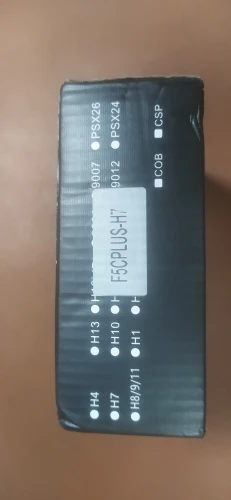 H4 H13 9007 PSX26
H7 H10 9012 PSX24
H8/9/11 H1
COB CSP
F5CPLUS-H7